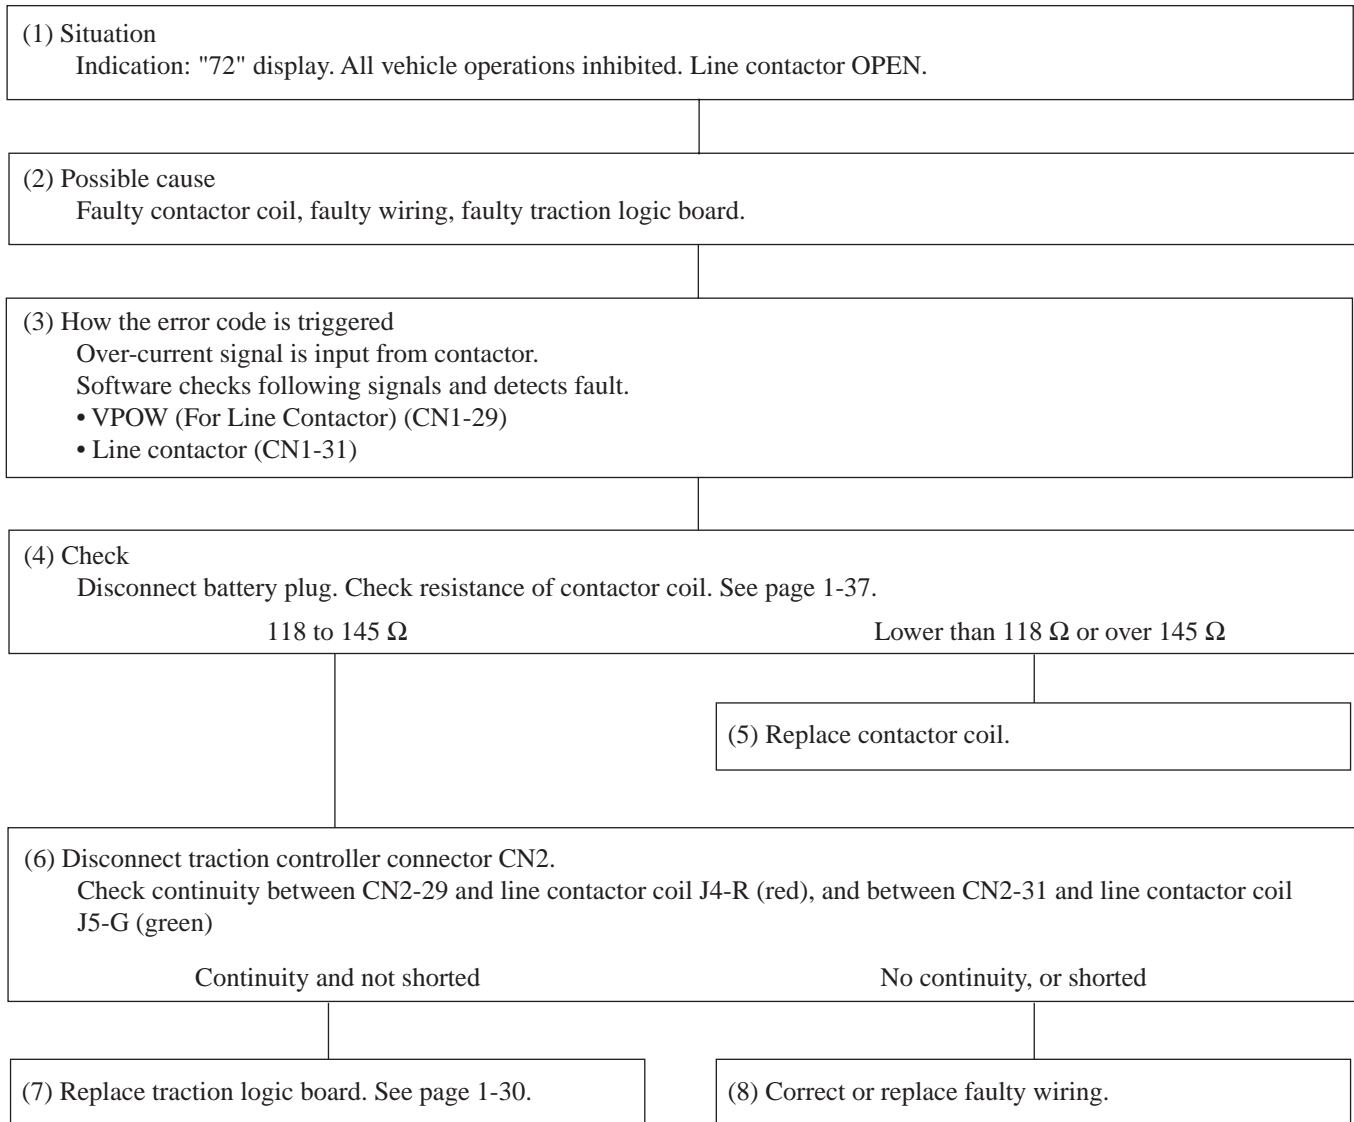 (1) Situation
Indication: "72" display. All vehicle operations inhibited. Line contactor OPEN.
(2) Possible cause
Faulty contactor coil, faulty wiring, faulty traction logic board.
(3) How the error code is triggered
Over-current signal is input from contactor.
Software checks following signals and detects fault.
• VPOW (For Line Contactor) (CN1-29)
• Line contactor (CN1-31)
(4) Check
Disconnect battery plug. Check resistance of contactor coil. See page 1-37.
118 to 145 Ω
Lower than 118 Ω or over 145 Ω
(5) Replace contactor coil.
(6) Disconnect traction controller connector CN2.
Check continuity between CN2-29 and line contactor coil J4-R (red), and between CN2-31 and line contactor coil
J5-G (green)
Continuity and not shorted
No continuity, or shorted
(7) Replace traction logic board. See page 1-30.
(8) Correct or replace faulty wiring.